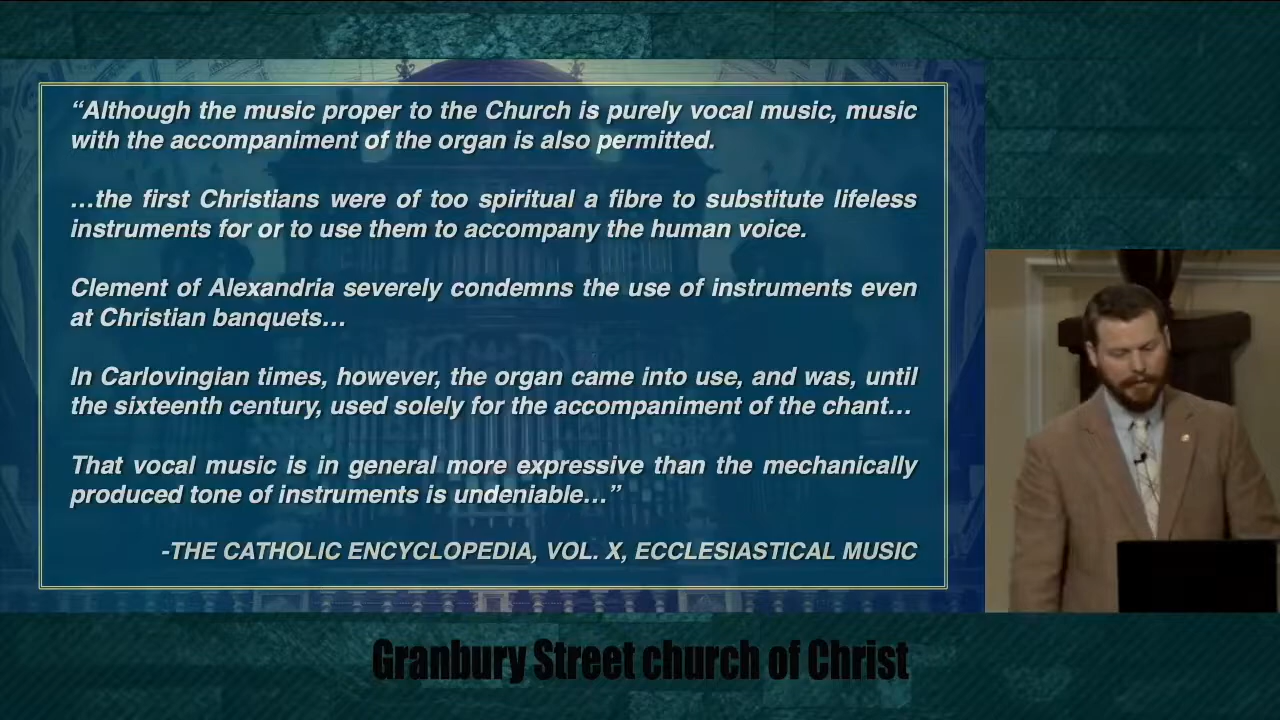 “Although the music proper to the Church is purely vocal music, music
with the accompaniment of the organ is also permitted.
…the first Christians were of too spiritual a fibre to substitute lifeless
instruments for or to use them to accompany the human voice.
Clement of Alexandria severely condemns the use of instruments even
at Christian banquets…
In Carlovingian times, however, the organ came into use, and was, until
the sixteenth century, used solely for the accompaniment of the chant…
That vocal music is in general more expressive than the mechanically
produced tone of instruments is undeniable…”
-THE CATHOLIC ENCYCLOPEDIA, VOL. X, ECCLESIASTICAL MUSIC
Granbury Street church of Christ